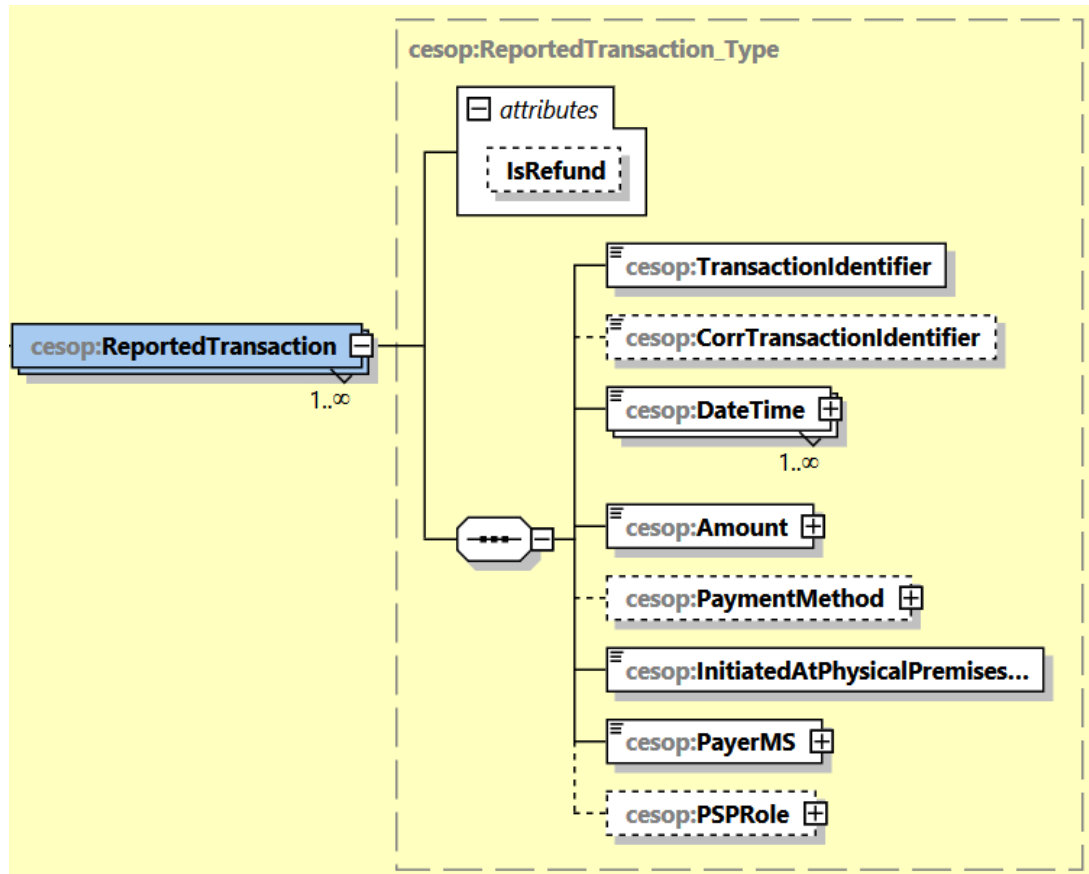 cesop:ReportedTransaction_Type
attributes
IsRefund
cesop:TransactionIdentifier
cesop:CorrTransactionIdentifier
cesop:ReportedTransaction
1..∞
cesop:DateTime
1..∞
cesop:Amount
cesop:PaymentMethod
cesop:InitiatedAtPhysicalPremises...
cesop:PayerMS
cesop:PSPRole